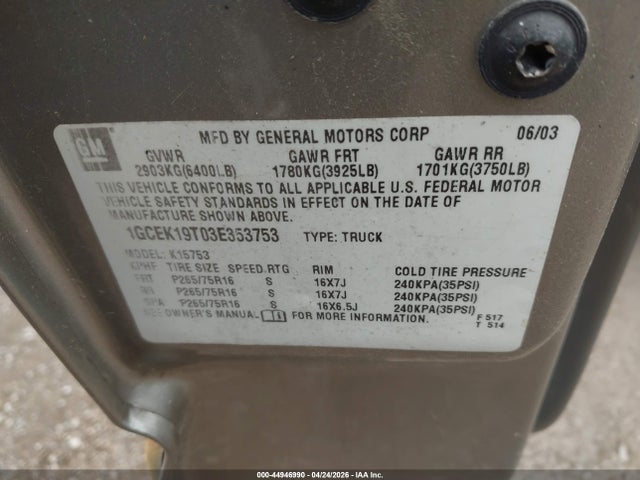 GM
MFD BY GENERAL MOTORS CORP 06/03
GVWR GAWR FRT GAWR RR
2903KG(6400LB) 1780KG(3925LB) 1701KG(3750LB)
THIS VEHICLE CONFORMS TO ALL APPLICABLE U.S. FEDERAL MOTOR
VEHICLE SAFETY STANDARDS IN EFFECT ON THE DATE OF
MANUFACTURE SHOWN ABOVE.
1GCEK19T03E353753 TYPE: TRUCK
MODEL: K15753
TIRE SIZE SPEED RTG RIM COLD TIRE PRESSURE
FRT P265/75R16 S 16X7J 240KPA(35PSI)
RR P265/75R16 S 16X7J 240KPA(35PSI)
SPA P265/75R16 S 16X6.5J 240KPA(35PSI)
SEE OWNER'S MANUAL FOR MORE INFORMATION. F 517
T 514
000-44946990 - 04/24/2026 - IAA Inc.